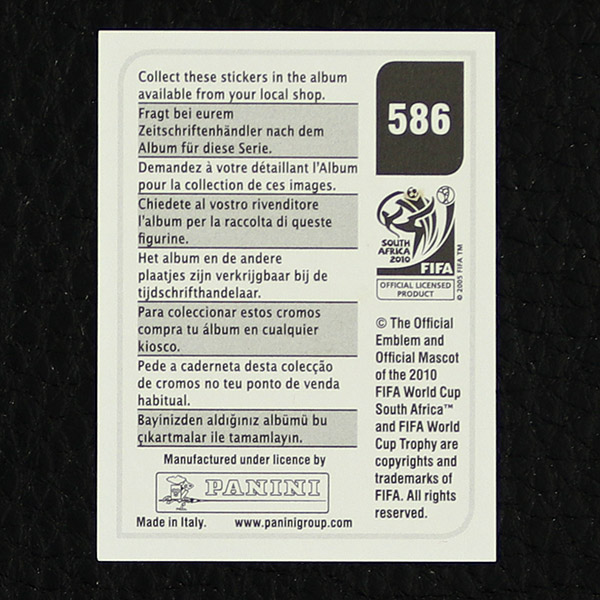 Collect these stickers in the album
available from your local shop.
Fragt bei eurem
Zeitschriftenhändler nach dem
Album für diese Serie.
Demandez à votre détaillant l'Album
pour la collection de ces images.
Chiedete al vostro rivenditore
l'album per la raccolta di queste
figurine.
Het album en de andere
plaatjes zijn verkrijgbaar bij de
tijdschrifthandelaar.
Para coleccionar estos cromos
compra tu álbum en cualquier
kiosco.
Pede a caderneta desta colecção
de cromos no teu ponto de venda
habitual.
Bayinizden aldığınız albümü bu
çıkartmalar ile tamamlayın.
Manufactured under licence by
PANINI
Made in Italy. www.paninigroup.com
586
SOUTH
AFRICA
2010
FIFA
OFFICIAL LICENSED
PRODUCT
© 2005 FIFA TM
© The Official
Emblem and
Official Mascot
of the 2010
FIFA World Cup
South Africa™
and FIFA World
Cup Trophy are
copyrights and
trademarks of
FIFA. All rights
reserved.